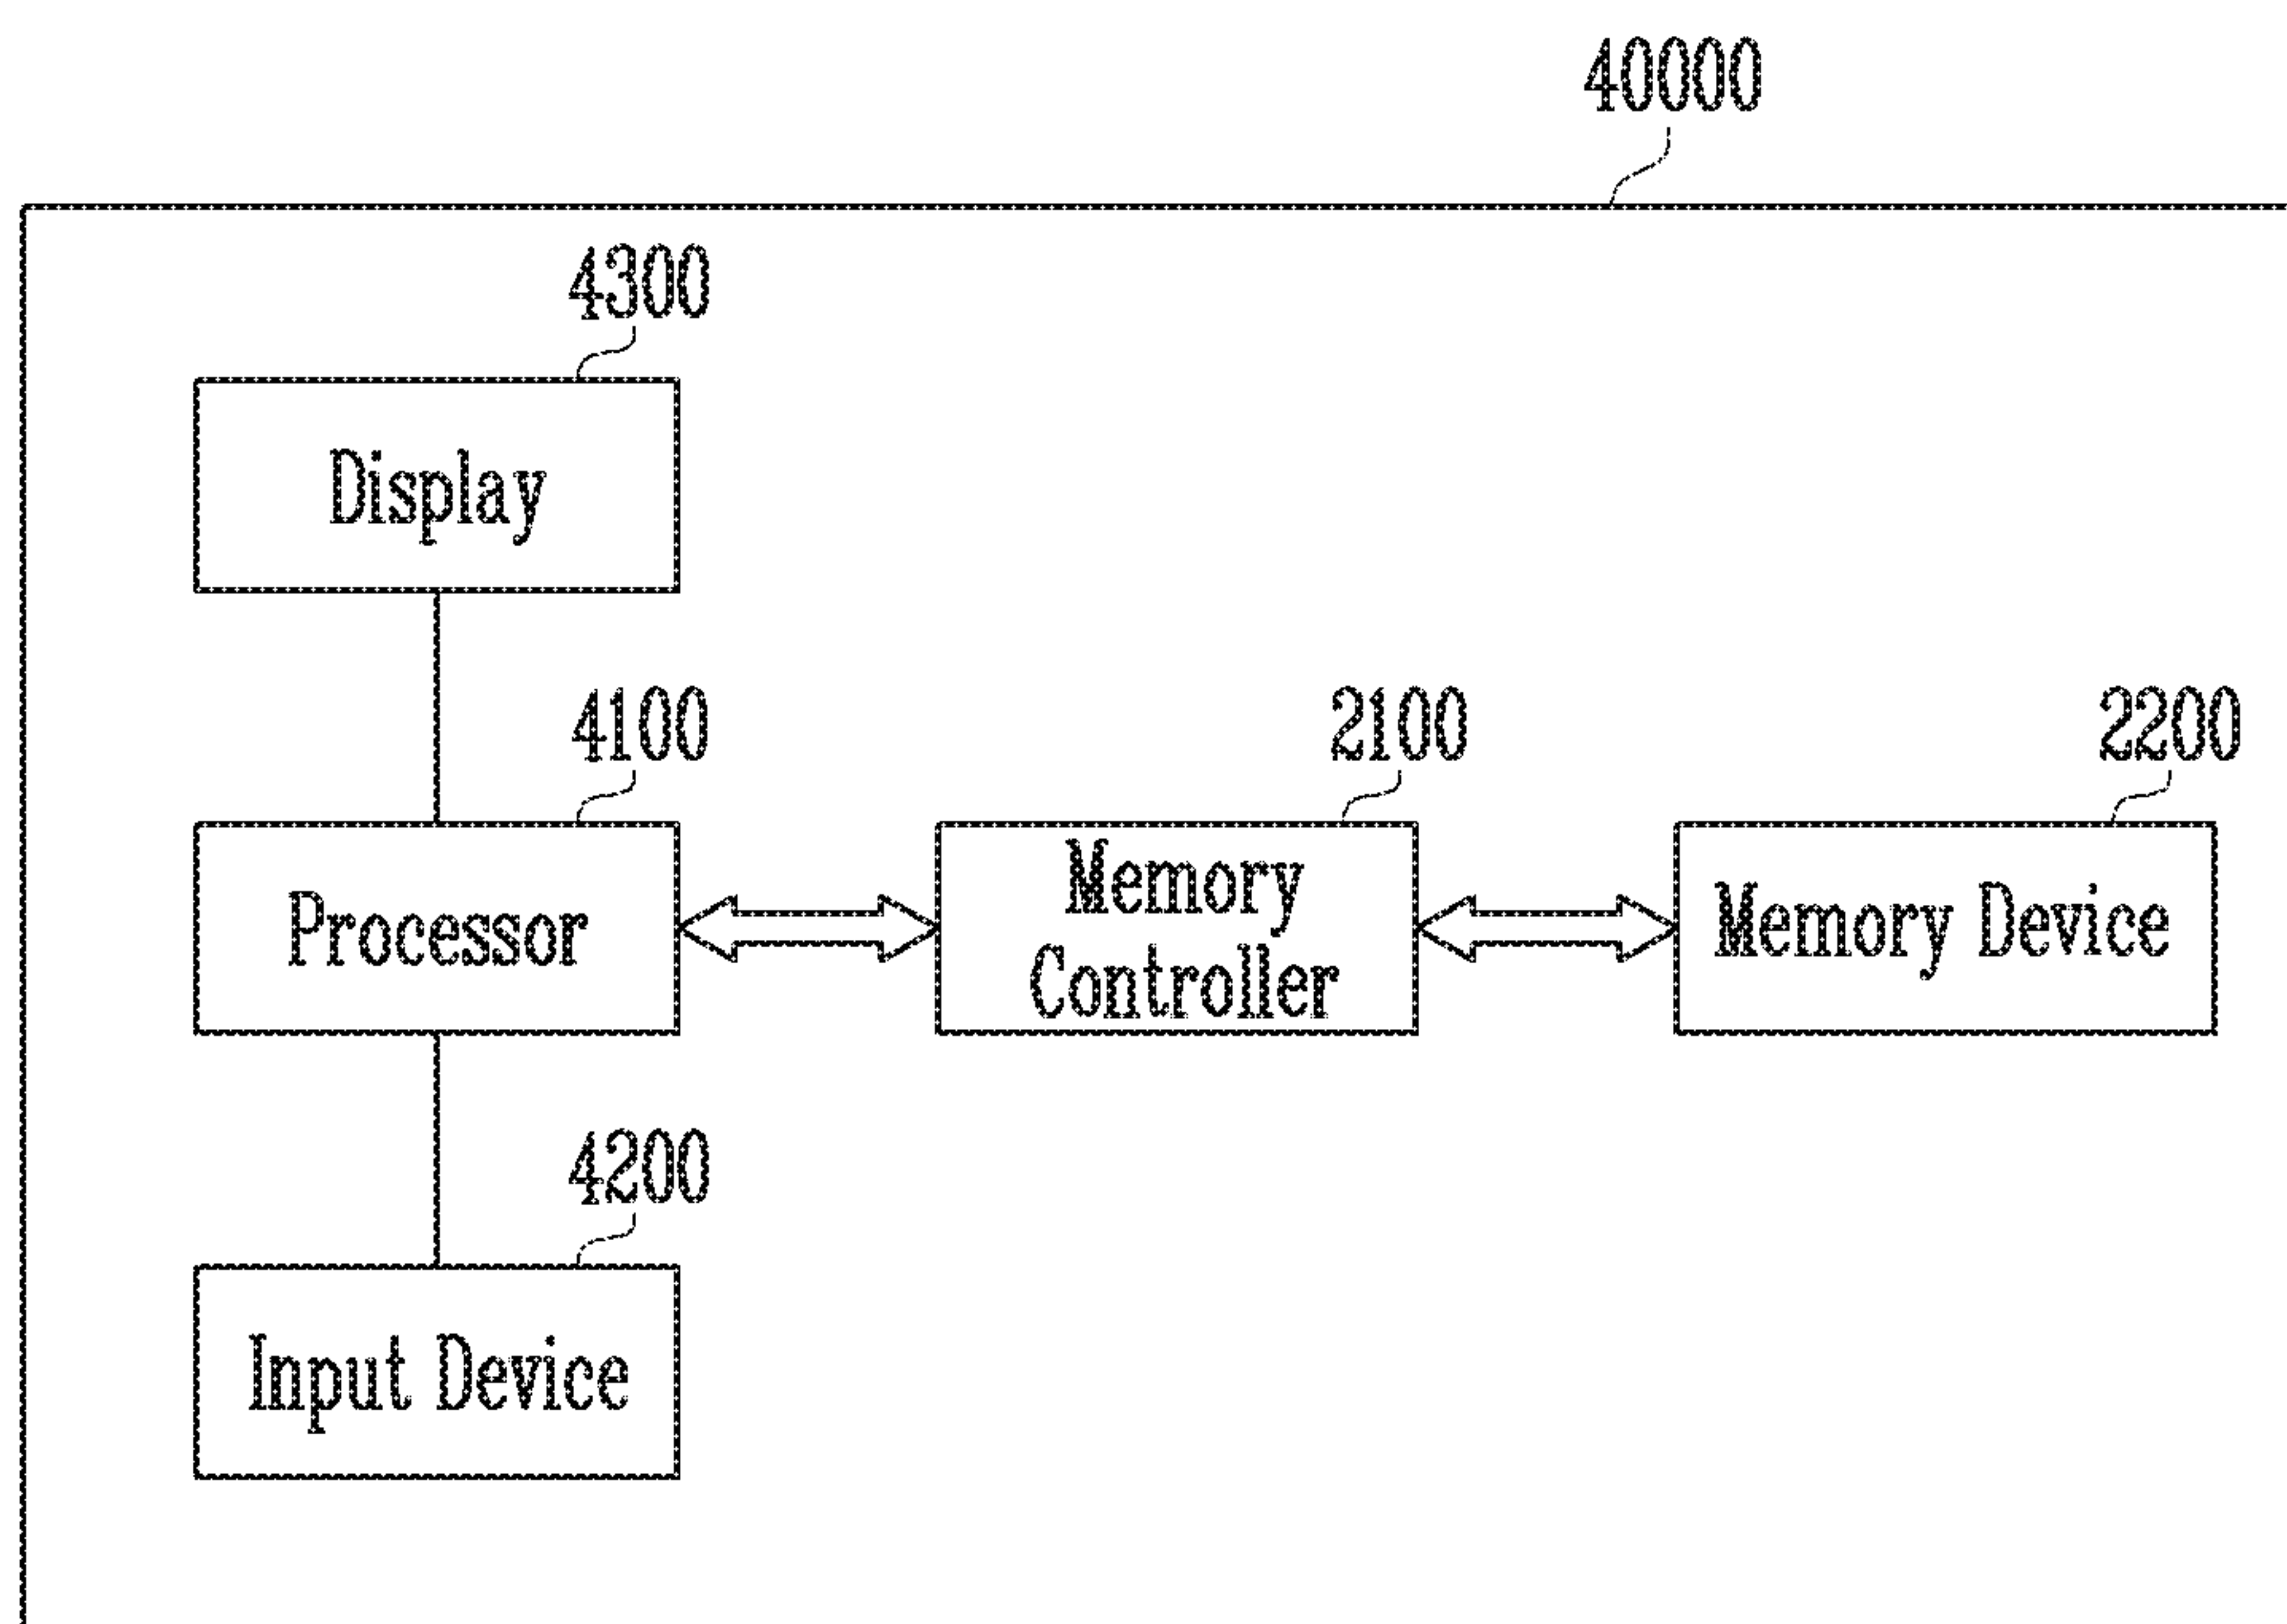 40000
4300
Display
4100
2100
2200
Processor
Memory
Controller
Memory Device
4200
Input Device